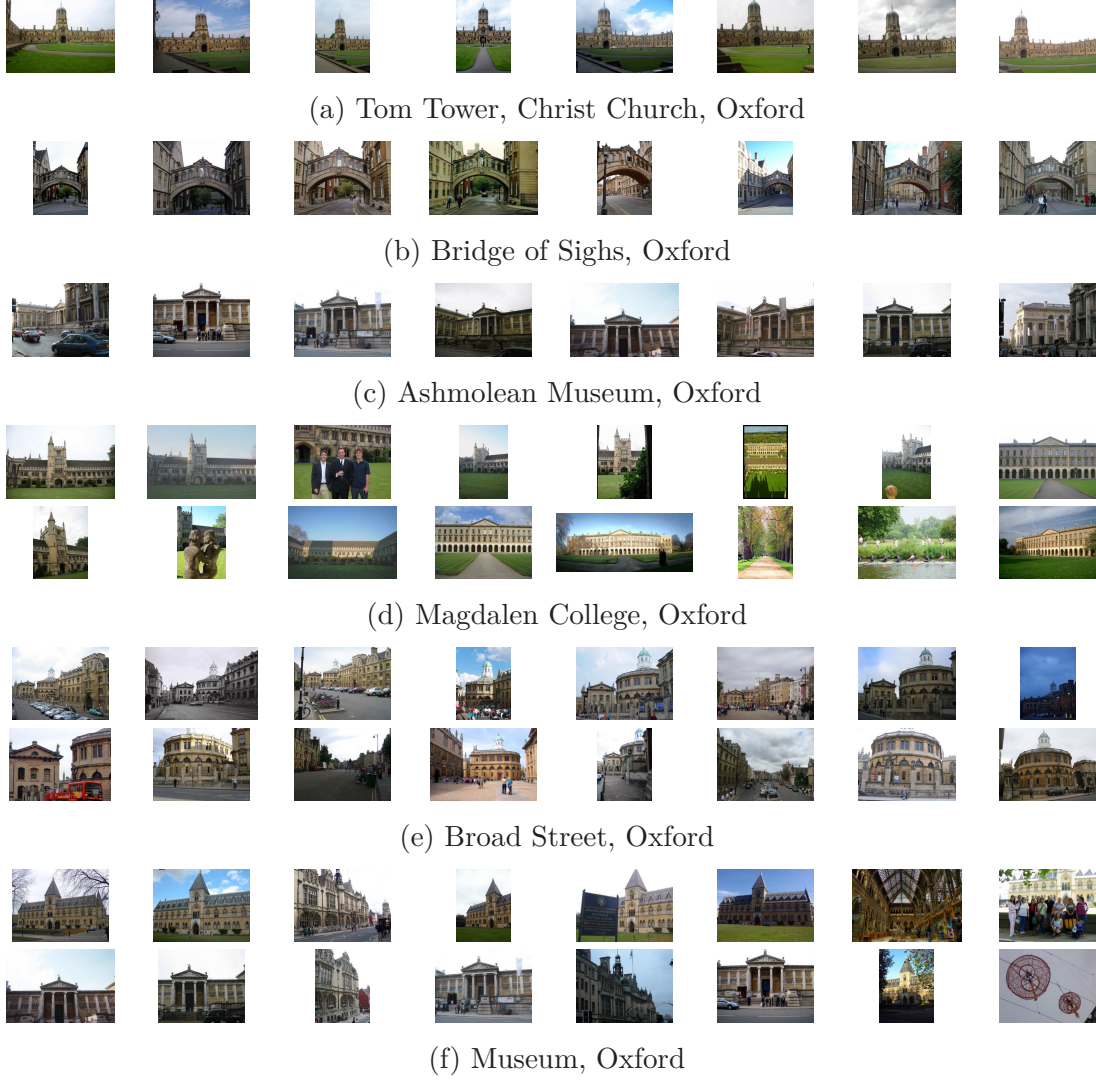 (a) Tom Tower, Christ Church, Oxford
(b) Bridge of Sighs, Oxford
(c) Ashmolean Museum, Oxford
(d) Magdalen College, Oxford
(e) Broad Street, Oxford
(f) Museum, Oxford